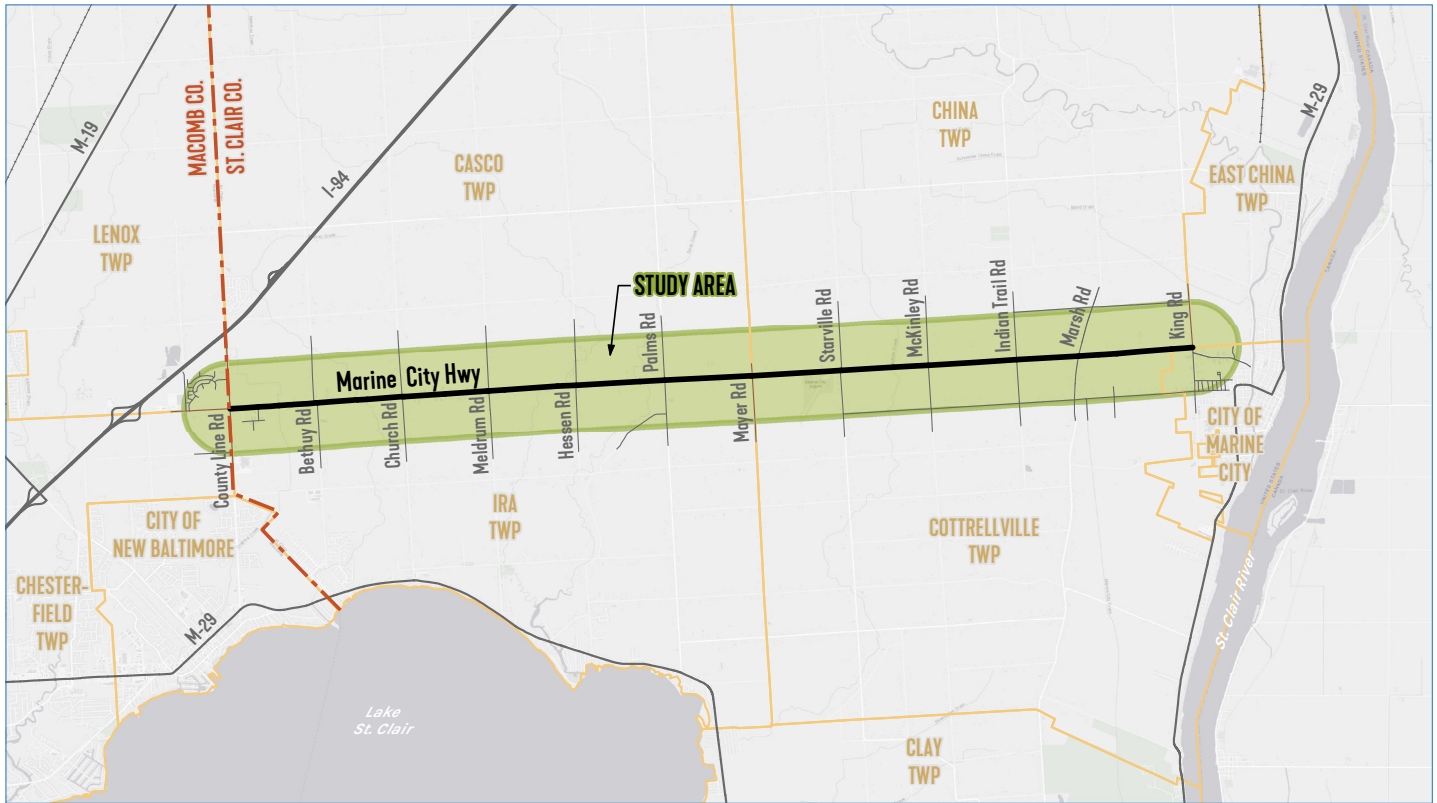 M-19
MACOMB CO.
ST. CLAIR CO.
I-94
CASCO
TWP
CHINA
TWP
M-29
EAST CHINA
TWP
LENOX
TWP
STUDY AREA
Marine City Hwy
County Line Rd
Bethuy Rd
Church Rd
Meldrum Rd
Hessen Rd
Palms Rd
Mayer Rd
Starville Rd
McKinley Rd
Indian Trail Rd
Marsh Rd
King Rd
CITY OF
MARINE
CITY
UNITED STATES
CANADA
CITY OF
NEW BALTIMORE
IRA
TWP
COTTRELLVILLE
TWP
CHESTER-
FIELD
TWP
M-29
St. Clair River
Lake
St. Clair
CLAY
TWP